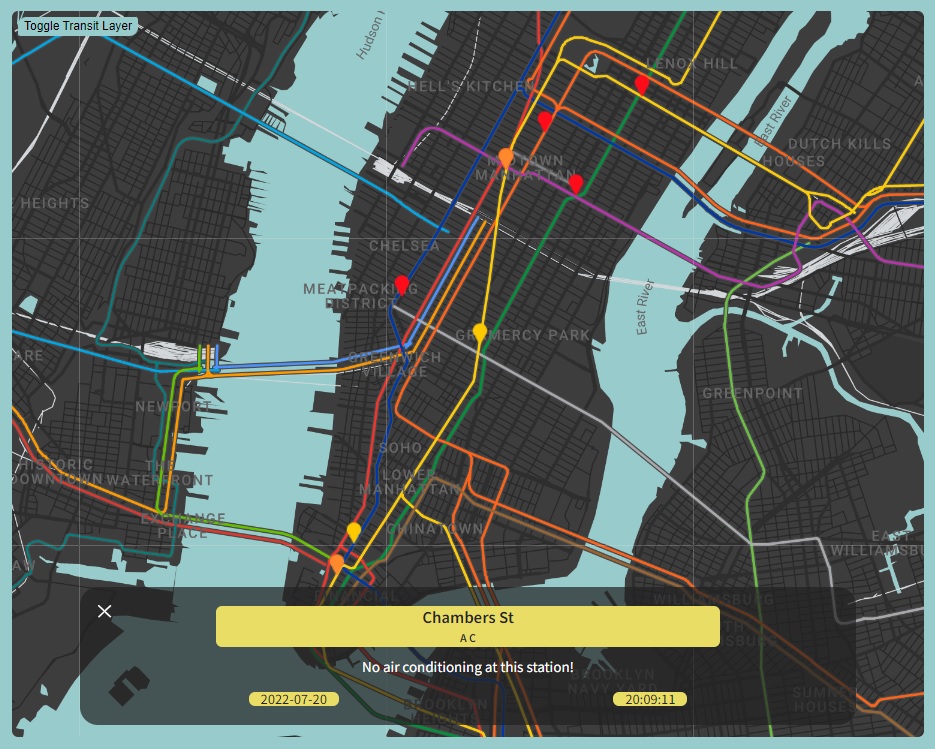 Toggle Transit Layer
Hudson
LENOX HILL
HELL'S KITCHEN
East River
DUTCH KILLS
HOUSES
MIDTOWN
MANHATTAN
HEIGHTS
CHELSEA
MEATPACKING
DISTRICT
East River
GRAMERCY PARK
GREENWICH
VILLAGE
GREENPOINT
NEWPORT
SOHO
HISTORIC
DOWNTOWN
THE
WATERFRONT
LOWER
MANHATTAN
EXCHANGE
PLACE
CHINATOWN
EAST
WILLIAMSBU
FINANCIAL
WILLIAMSBURG
Chambers St
A C
No air conditioning at this station!
2022-07-20
20:09:11
BROOKLYN
NAVY YARD
SUMNER
HOUSES
BROOKLYN
HEIGHTS